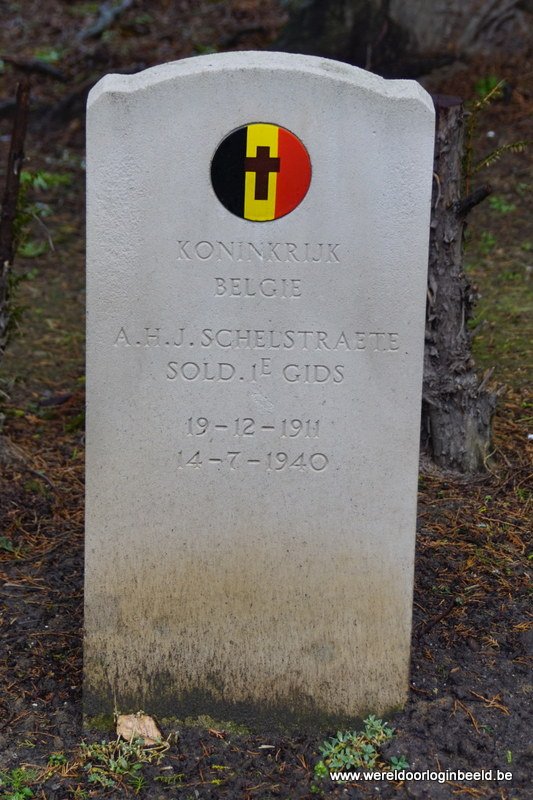 KONINKRIJK
BELGIE
A.H.J. SCHELSTRAETE
SOLD. 1E GIDS
19-12-1911
14-7-1940
www.wereldoorloginbeeld.be